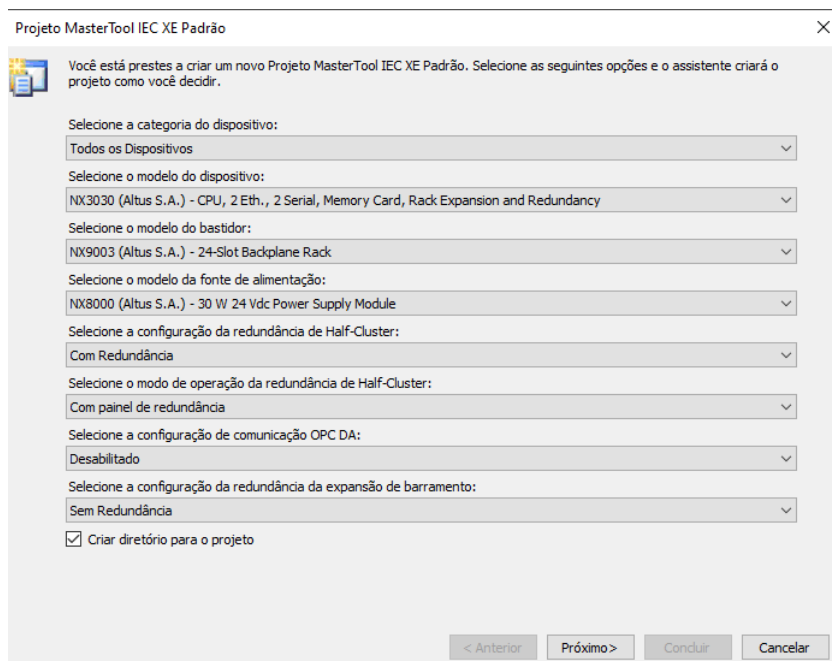 Projeto MasterTool IEC XE Padrão
Você está prestes a criar um novo Projeto MasterTool IEC XE Padrão. Selecione as seguintes opções e o assistente criará o
projeto como você decidir.
Selecione a categoria do dispositivo:
Todos os Dispositivos
Selecione o modelo do dispositivo:
NX3030 (Altus S.A.) - CPU, 2 Eth., 2 Serial, Memory Card, Rack Expansion and Redundancy
Selecione o modelo do bastidor:
NX9003 (Altus S.A.) - 24-Slot Backplane Rack
Selecione o modelo da fonte de alimentação:
NX8000 (Altus S.A.) - 30 W 24 Vdc Power Supply Module
Selecione a configuração da redundância de Half-Cluster:
Com Redundância
Selecione o modo de operação da redundância de Half-Cluster:
Com painel de redundância
Selecione a configuração de comunicação OPC DA:
Desabilitado
Selecione a configuração da redundância da expansão de barramento:
Sem Redundância
Criar diretório para o projeto
< Anterior Próximo > Concluir Cancelar